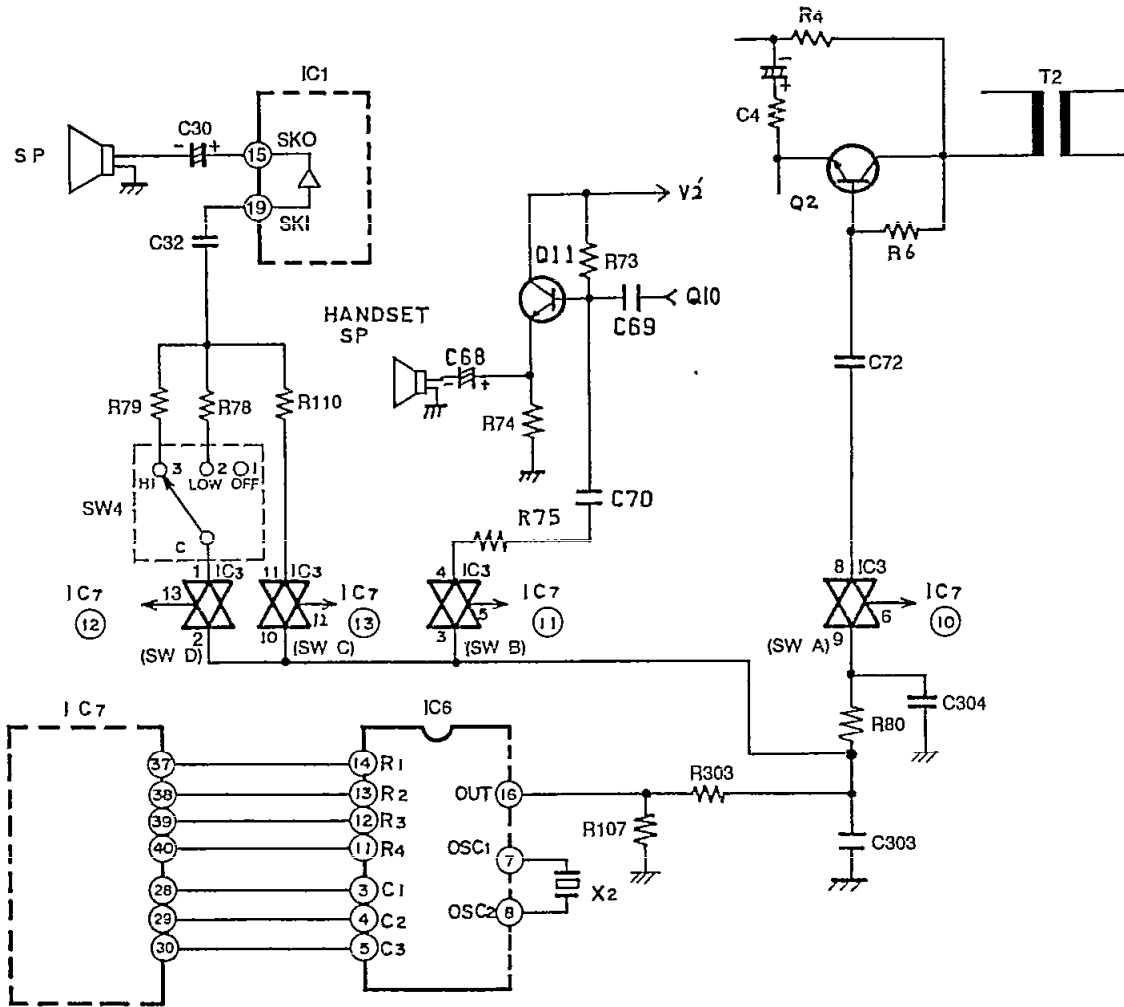 R4
IC1
T2
C30
- +
SKO
15
SP
C4
-
+
V2'
19
SKI
Q2
C32
Q11
R73
R6
Q10
HANDSET
SP
C69
C68
- +
C72
R79
R78
R110
R74
3
2
1
HI
LOW
OFF
C70
SW4
R75
C
1
IC3
11
IC3
4
IC3
8
IC3
IC7
13
12
IC7
5
IC7
6
IC7
12
13
11
10
2
10
3
9
(SW D)
(SW C)
(SW B)
(SW A)
C304
IC7
IC6
R80
37
14
R1
R303
38
13
R2
OUT
16
39
12
R3
R107
C303
40
11
R4
OSC1
7
28
3
C1
X2
29
4
C2
OSC2
8
30
5
C3